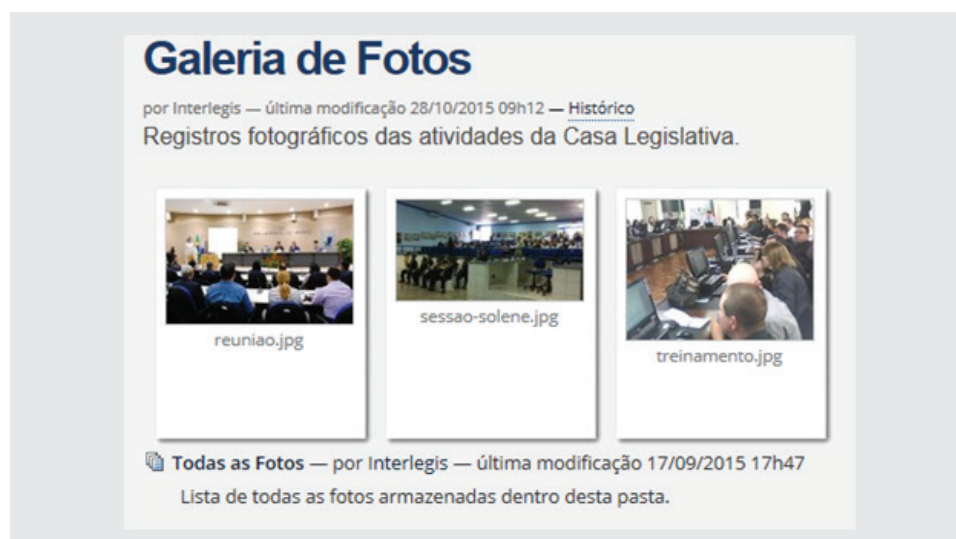 Galeria de Fotos
por Interlegis — última modificação 28/10/2015 09h12 — Histórico
Registros fotográficos das atividades da Casa Legislativa.
reuniao.jpg
sessao-solene.jpg
treinamento.jpg
Todas as Fotos — por Interlegis — última modificação 17/09/2015 17h47
Lista de todas as fotos armazenadas dentro desta pasta.